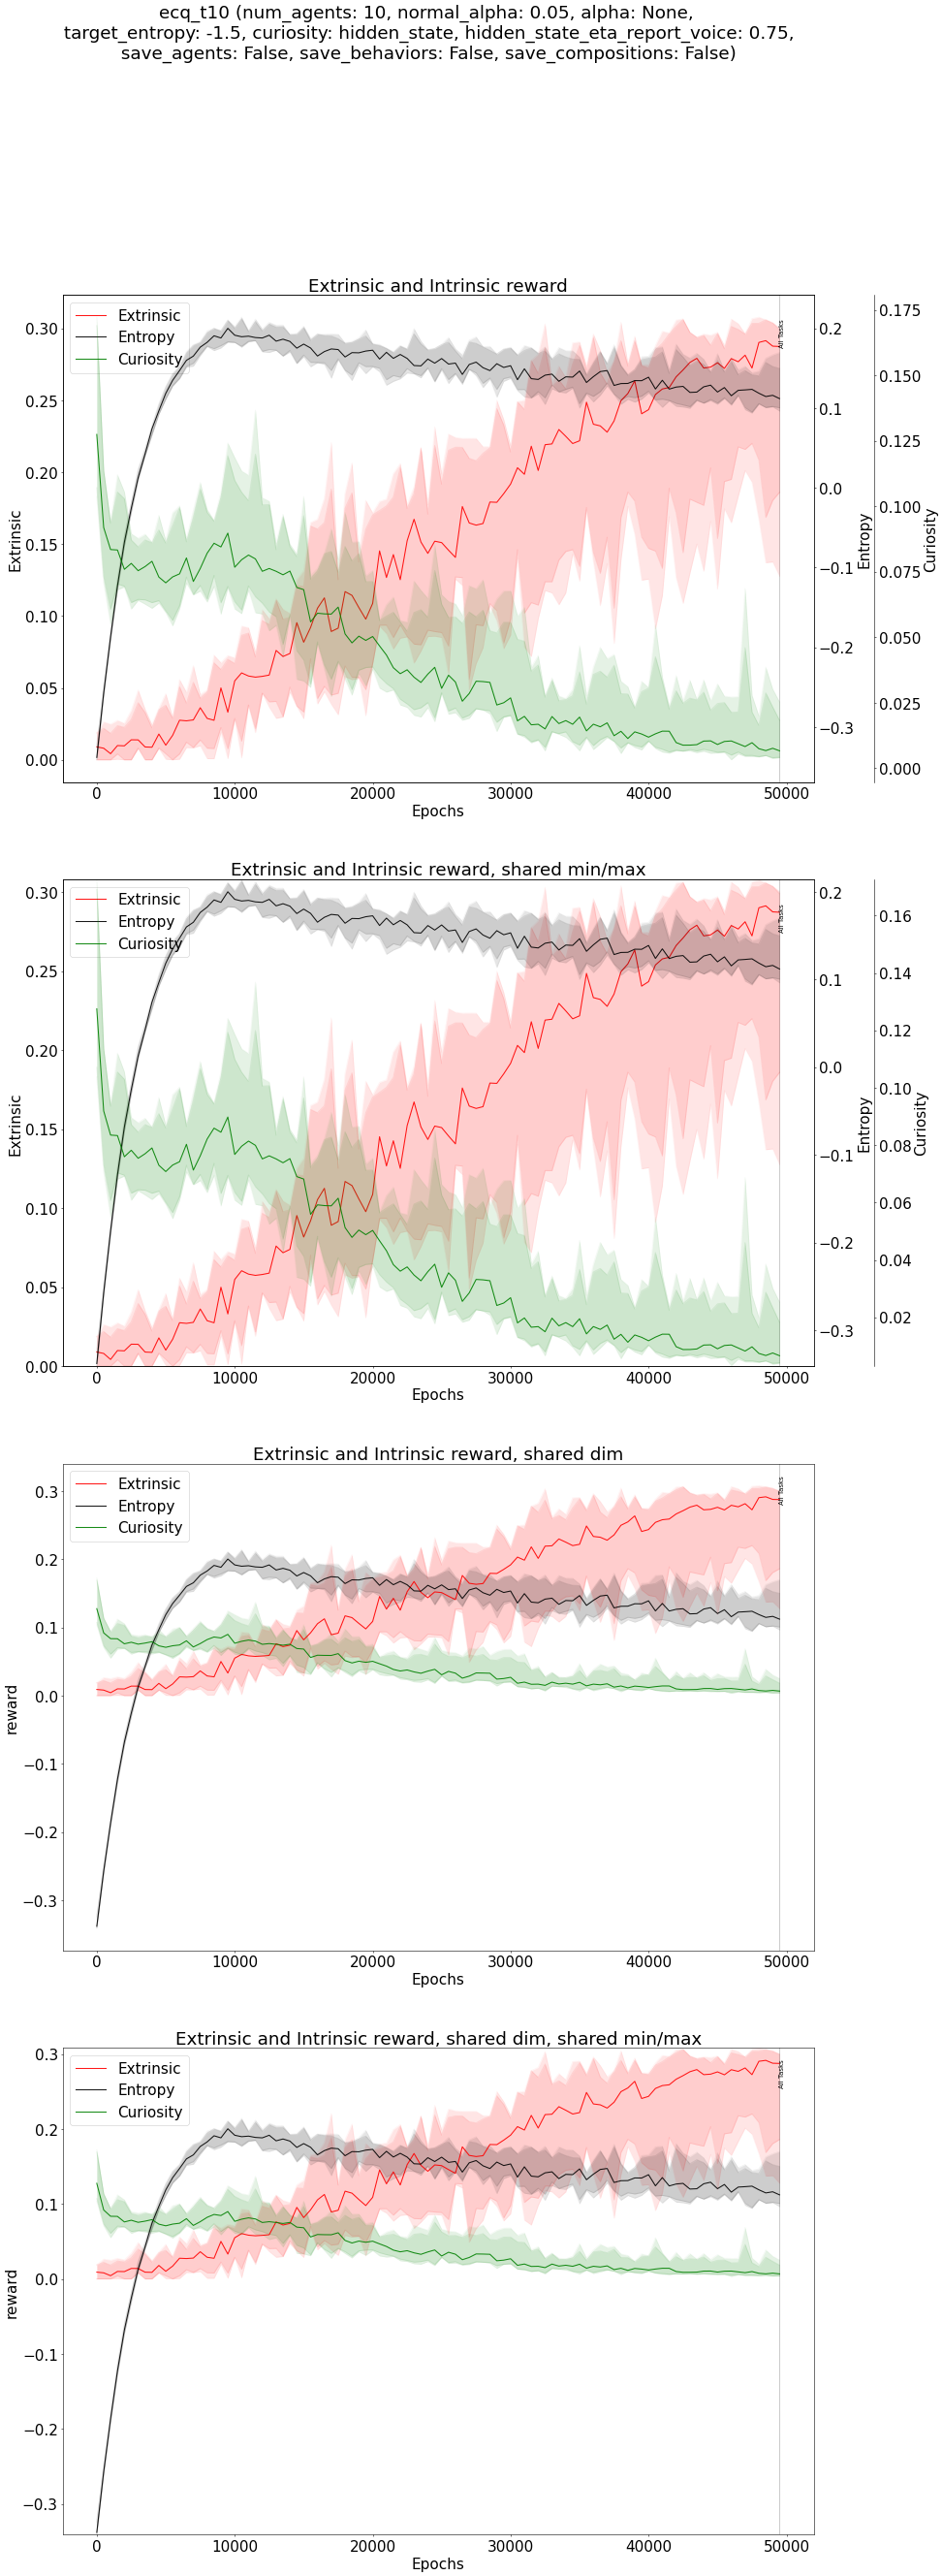 ecq_t10 (num_agents: 10, normal_alpha: 0.05, alpha: None,
target_entropy: -1.5, curiosity: hidden_state, hidden_state_eta_report_voice: 0.75,
save_agents: False, save_behaviors: False, save_compositions: False)
Extrinsic and Intrinsic reward
Extrinsic
Entropy
Curiosity
All Tasks
0.30
0.25
0.20
0.15
0.10
0.05
0.00
Extrinsic
0.2
0.1
0.0
−0.1
−0.2
−0.3
Entropy
0.175
0.150
0.125
0.100
0.075
0.050
0.025
0.000
Curiosity
0 10000 20000 30000 40000 50000
Epochs
Extrinsic and Intrinsic reward, shared min/max
Extrinsic
Entropy
Curiosity
All Tasks
0.30
0.25
0.20
0.15
0.10
0.05
0.00
Extrinsic
0.2
0.1
0.0
−0.1
−0.2
−0.3
Entropy
0.16
0.14
0.12
0.10
0.08
0.06
0.04
0.02
Curiosity
0 10000 20000 30000 40000 50000
Epochs
Extrinsic and Intrinsic reward, shared dim
Extrinsic
Entropy
Curiosity
All Tasks
0.3
0.2
0.1
0.0
−0.1
−0.2
−0.3
reward
0 10000 20000 30000 40000 50000
Epochs
Extrinsic and Intrinsic reward, shared dim, shared min/max
Extrinsic
Entropy
Curiosity
All Tasks
0.3
0.2
0.1
0.0
−0.1
−0.2
−0.3
reward
0 10000 20000 30000 40000 50000
Epochs